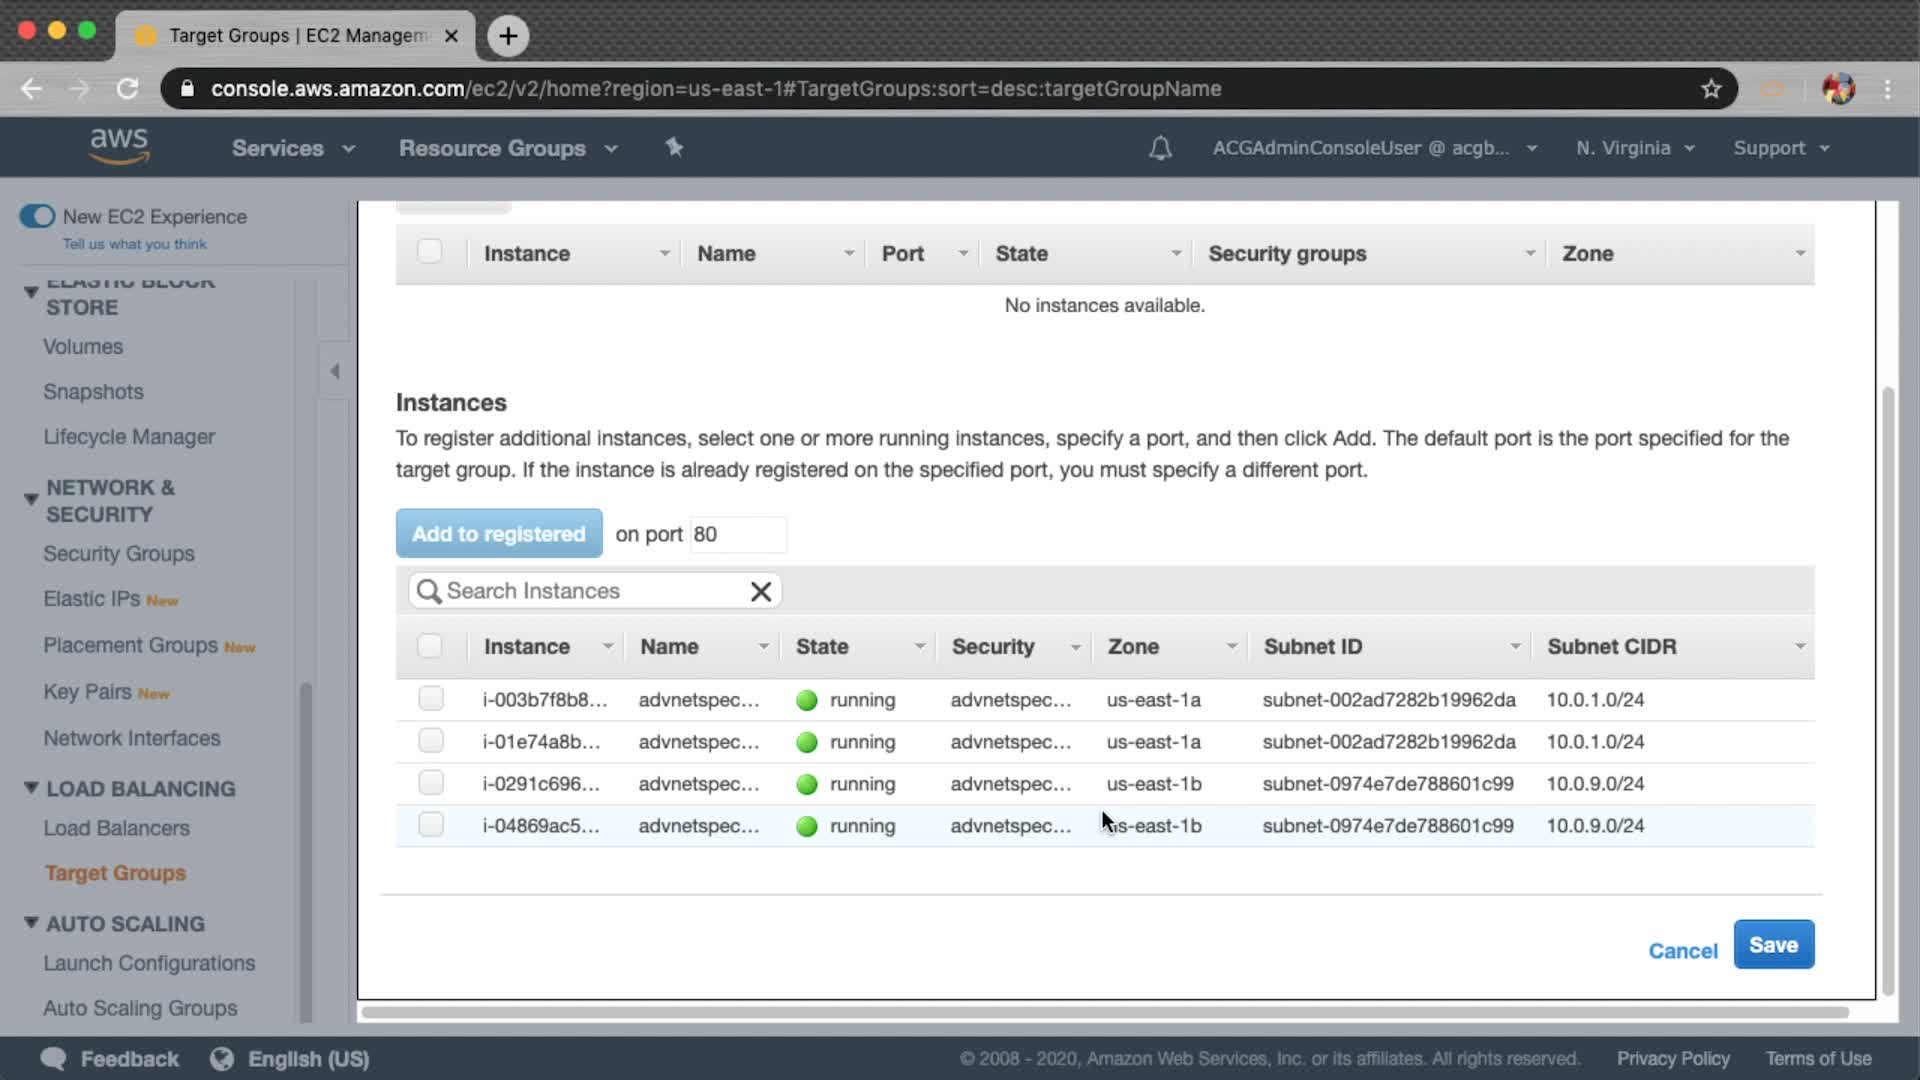 Target Groups | EC2 Managem
console.aws.amazon.com/ec2/v2/home?region=us-east-1#TargetGroups:sort=desc:targetGroupName
aws
Services
Resource Groups
ACGAdminConsoleUser @ acgb...
N. Virginia
Support
New EC2 Experience
Tell us what you think
ELASTIC BLOCK
STORE
Volumes
Snapshots
Lifecycle Manager
NETWORK &
SECURITY
Security Groups
Elastic IPs New
Placement Groups New
Key Pairs New
Network Interfaces
LOAD BALANCING
Load Balancers
Target Groups
AUTO SCALING
Launch Configurations
Auto Scaling Groups
Instance Name Port State Security groups Zone
No instances available.
Instances
To register additional instances, select one or more running instances, specify a port, and then click Add. The default port is the port specified for the
target group. If the instance is already registered on the specified port, you must specify a different port.
Add to registered on port 80
Search Instances
Instance Name State Security Zone Subnet ID Subnet CIDR
i-003b7f8b8... advnetspec... running advnetspec... us-east-1a subnet-002ad7282b19962da 10.0.1.0/24
i-01e74a8b... advnetspec... running advnetspec... us-east-1a subnet-002ad7282b19962da 10.0.1.0/24
i-0291c696... advnetspec... running advnetspec... us-east-1b subnet-0974e7de788601c99 10.0.9.0/24
i-04869ac5... advnetspec... running advnetspec... us-east-1b subnet-0974e7de788601c99 10.0.9.0/24
Cancel Save
Feedback English (US)
© 2008 - 2020, Amazon Web Services, Inc. or its affiliates. All rights reserved. Privacy Policy Terms of Use